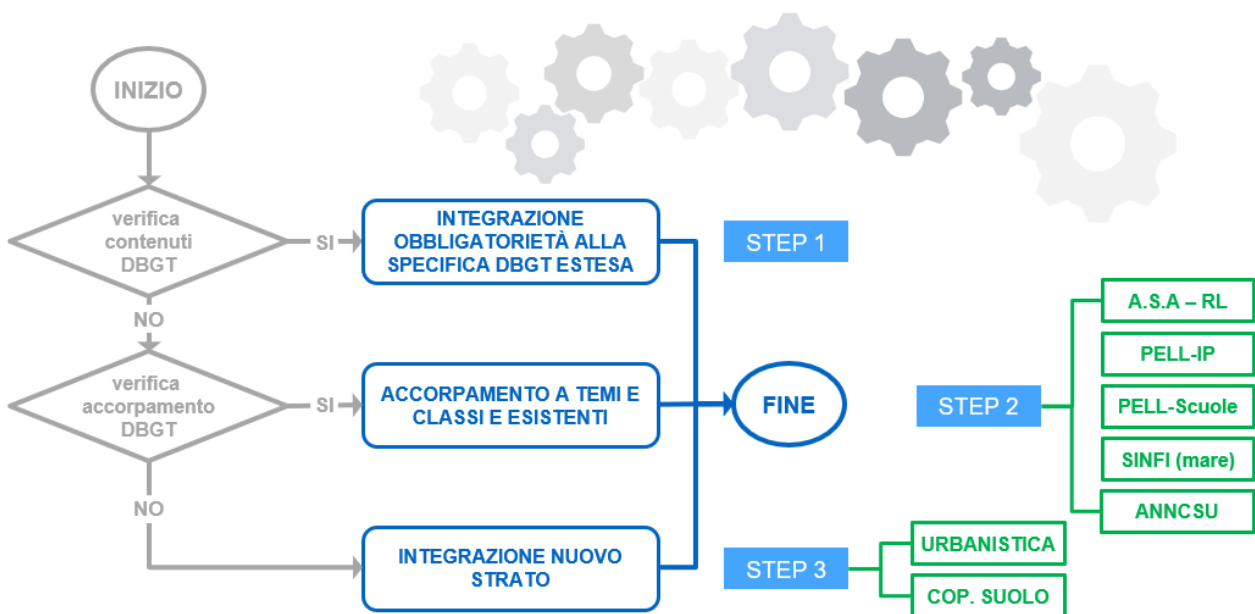 INIZIO
verifica
contenuti
DBGT
SI
INTEGRAZIONE
OBBLIGATORIETÀ ALLA
SPECIFICA DBGT ESTESA
STEP 1
NO
verifica
accorpamento
DBGT
SI
ACCORPAMENTO A TEMI E
CLASSI E ESISTENTI
FINE
STEP 2
A.S.A – RL
PELL-IP
PELL-Scuole
SINFI (mare)
ANNCSU
NO
INTEGRAZIONE NUOVO
STRATO
STEP 3
URBANISTICA
COP. SUOLO